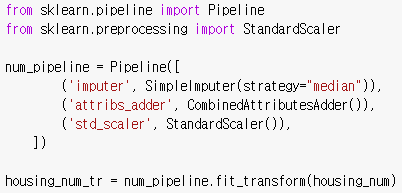 from sklearn.pipeline import Pipeline
from sklearn.preprocessing import StandardScaler

num_pipeline = Pipeline([
        ('imputer', SimpleImputer(strategy="median")),
        ('attribs_adder', CombinedAttributesAdder()),
        ('std_scaler', StandardScaler()),
    ])

housing_num_tr = num_pipeline.fit_transform(housing_num)